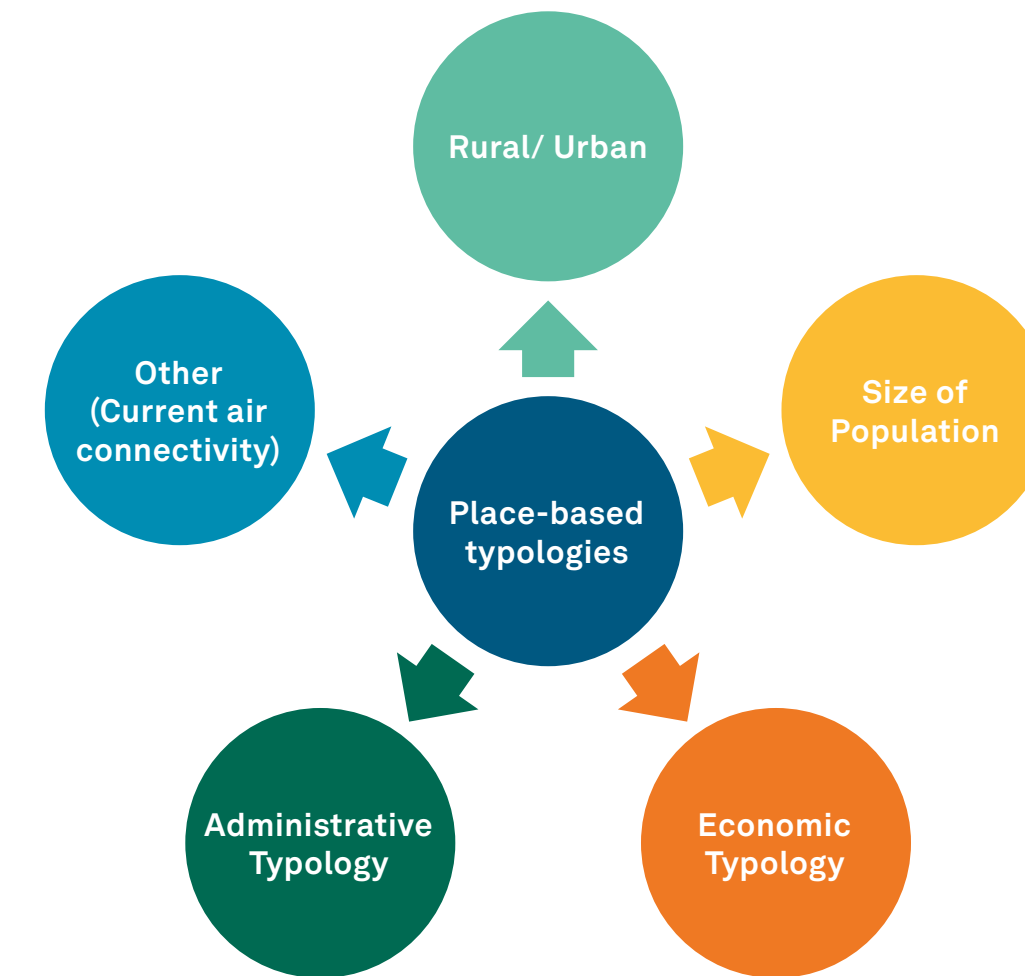 Rural/ Urban
Other
(Current air
connectivity)
Size of
Population
Place-based
typologies
Administrative
Typology
Economic
Typology